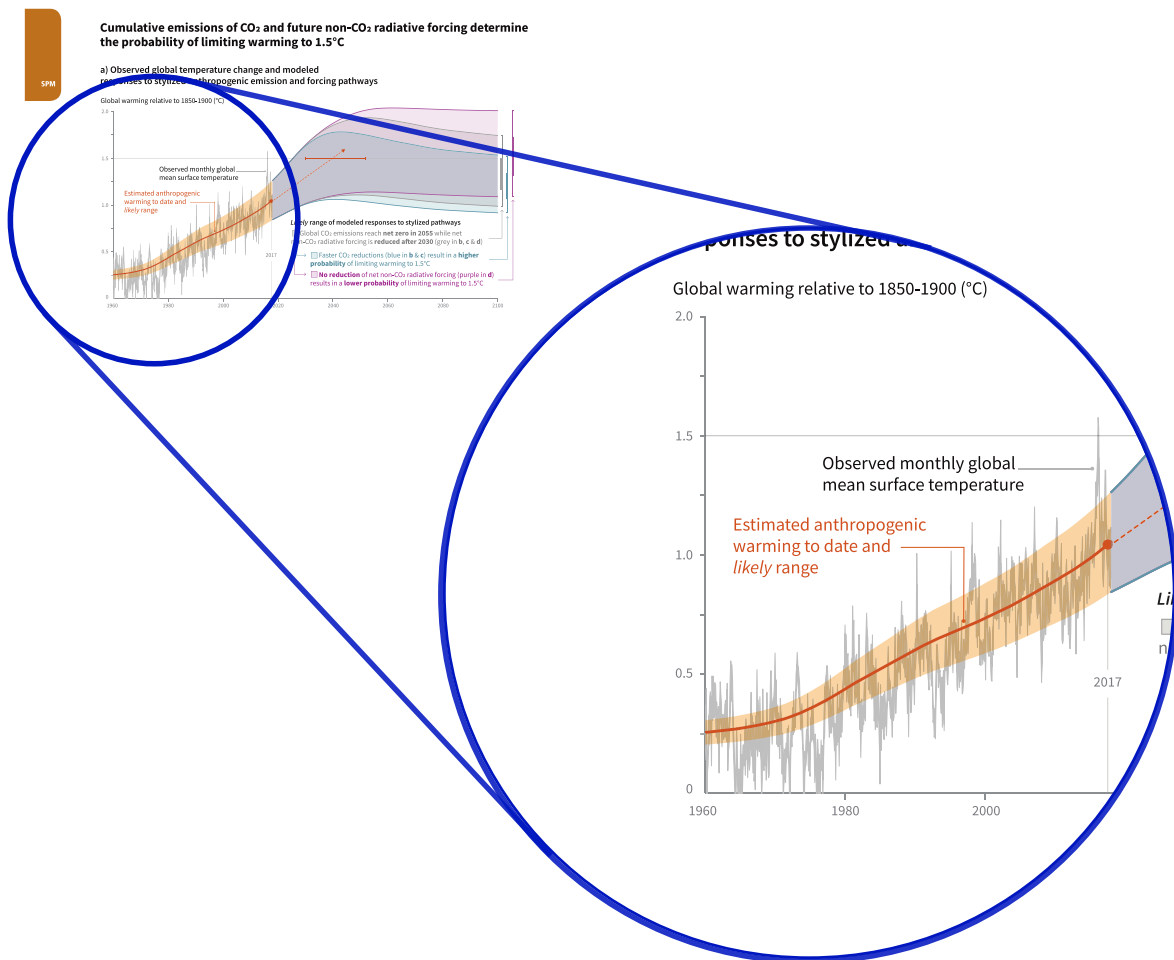 Cumulative emissions of CO₂ and future non-CO₂ radiative forcing determine
the probability of limiting warming to 1.5°C
a) Observed global temperature change and modeled
responses to stylized anthropogenic emission and forcing pathways
SPM
Global warming relative to 1850-1900 (°C)
2.0
1.5
Observed monthly global
mean surface temperature
Estimated anthropogenic
warming to date and
likely range
1.0
0.5
0
2017
1960
1980
2000
2020
2040
2060
2080
2100
Likely range of modeled responses to stylized pathways
Global CO₂ emissions reach net zero in 2055 while net
non-CO₂ radiative forcing is reduced after 2030 (grey in b, c & d)
Faster CO₂ reductions (blue in b & c) result in a higher
probability of limiting warming to 1.5°C
No reduction of net non-CO₂ radiative forcing (purple in d)
results in a lower probability of limiting warming to 1.5°C
ponses to stylized
Global warming relative to 1850-1900 (°C)
2.0
1.5
Observed monthly global
mean surface temperature
Estimated anthropogenic
warming to date and
likely range
1.0
Li
n
0.5
2017
0
1960
1980
2000